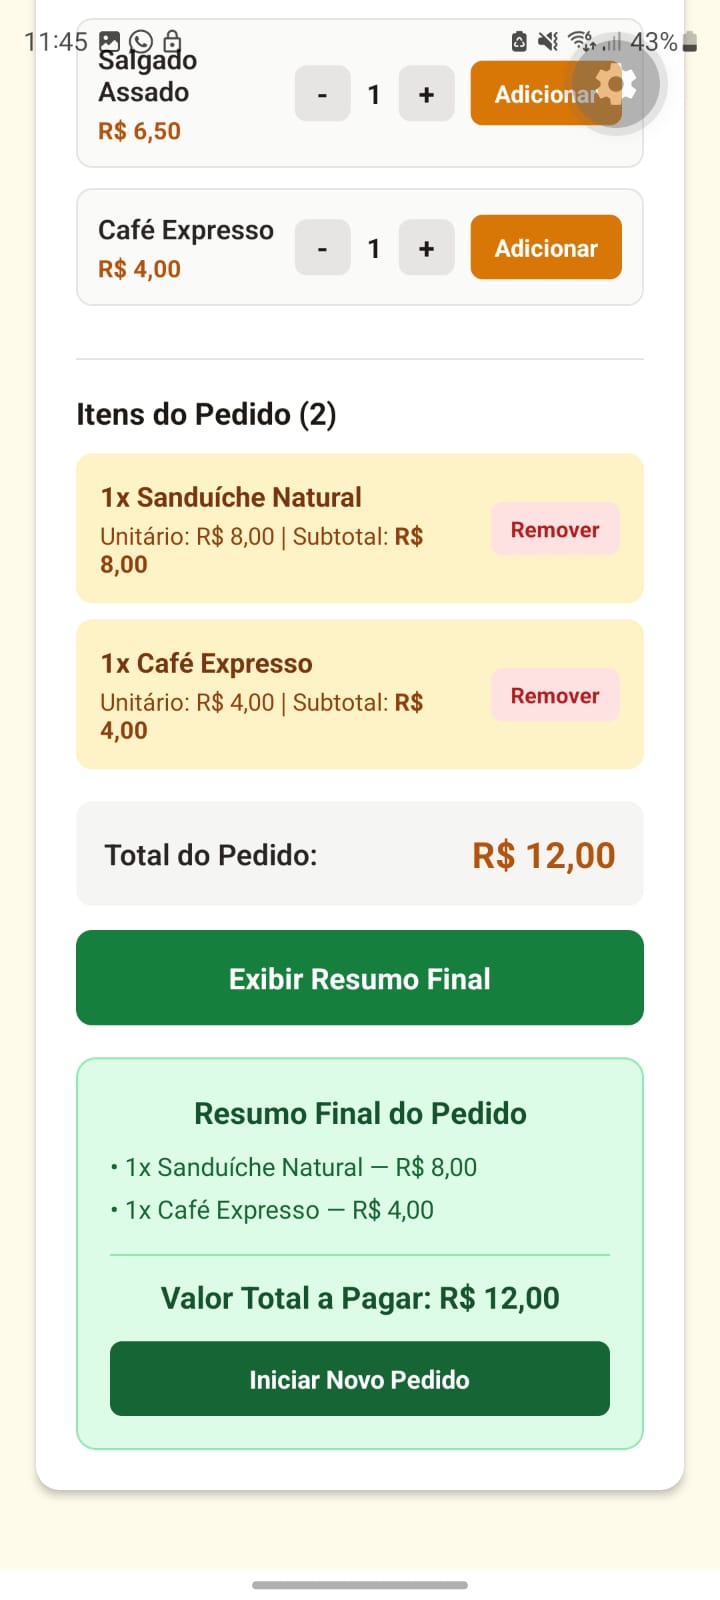 11:45
43%
Salgado
Assado
R$ 6,50
- 1 + Adicionar
Café Expresso
R$ 4,00
- 1 + Adicionar
Itens do Pedido (2)
1x Sanduíche Natural
Unitário: R$ 8,00 | Subtotal: R$
8,00
Remover
1x Café Expresso
Unitário: R$ 4,00 | Subtotal: R$
4,00
Remover
Total do Pedido: R$ 12,00
Exibir Resumo Final
Resumo Final do Pedido
• 1x Sanduíche Natural — R$ 8,00
• 1x Café Expresso — R$ 4,00
Valor Total a Pagar: R$ 12,00
Iniciar Novo Pedido